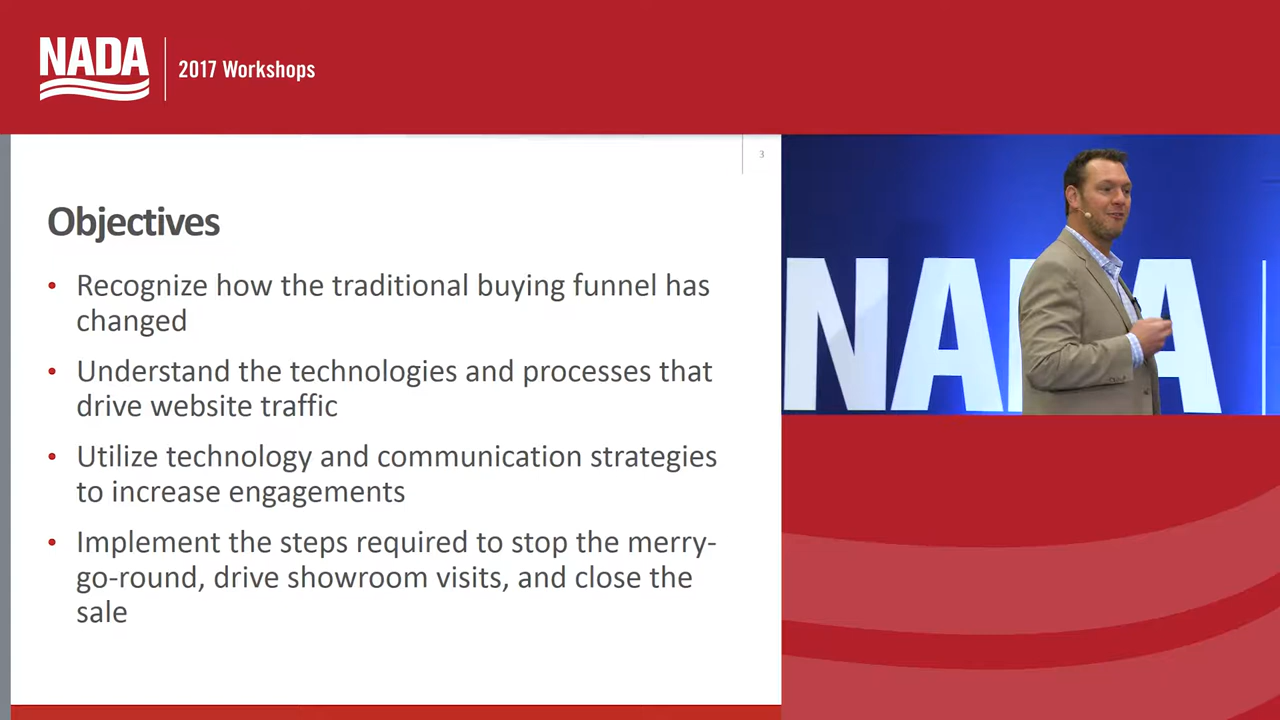 NADA
2017 Workshops
3
Objectives
• Recognize how the traditional buying funnel has
changed
• Understand the technologies and processes that
drive website traffic
• Utilize technology and communication strategies
to increase engagements
• Implement the steps required to stop the merry-
go-round, drive showroom visits, and close the
sale
NADA